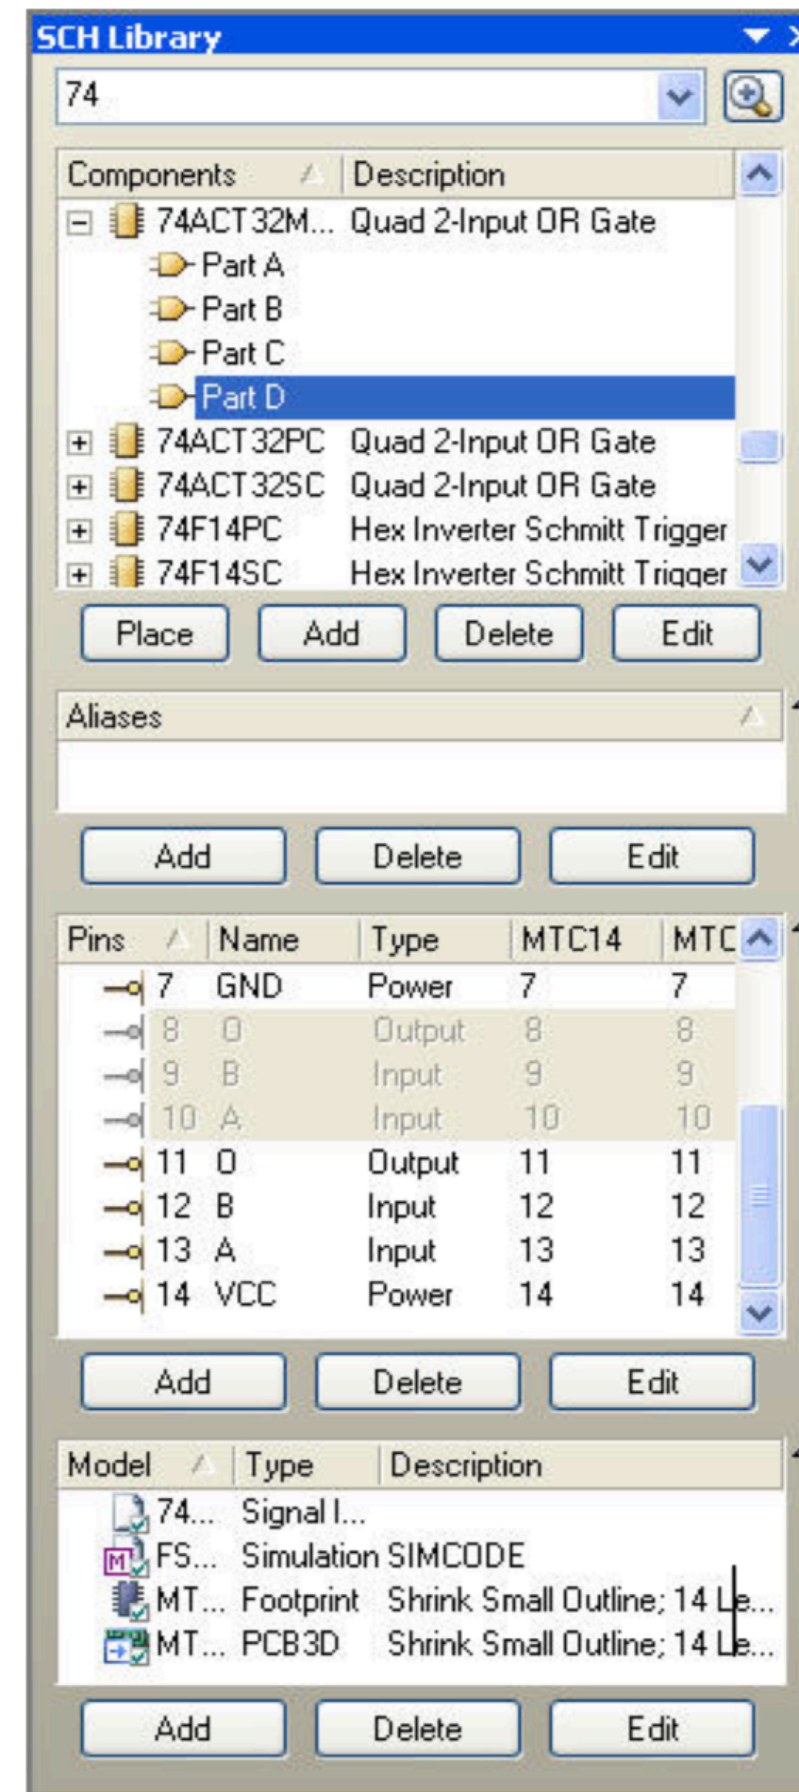 SCH Library
74
Components Description
74ACT32M... Quad 2-Input OR Gate
Part A
Part B
Part C
Part D
74ACT32PC Quad 2-Input OR Gate
74ACT32SC Quad 2-Input OR Gate
74F14PC Hex Inverter Schmitt Trigger
74F14SC Hex Inverter Schmitt Trigger
Place Add Delete Edit
Aliases
Add Delete Edit
Pins Name Type MTC14 MTC
7 GND Power 7 7
8 O Output 8 8
9 B Input 9 9
10 A Input 10 10
11 O Output 11 11
12 B Input 12 12
13 A Input 13 13
14 VCC Power 14 14
Add Delete Edit
Model Type Description
74... Signal I...
FS... Simulation SIMCODE
MT... Footprint Shrink Small Outline; 14 Le...
MT... PCB3D Shrink Small Outline; 14 Le...
Add Delete Edit